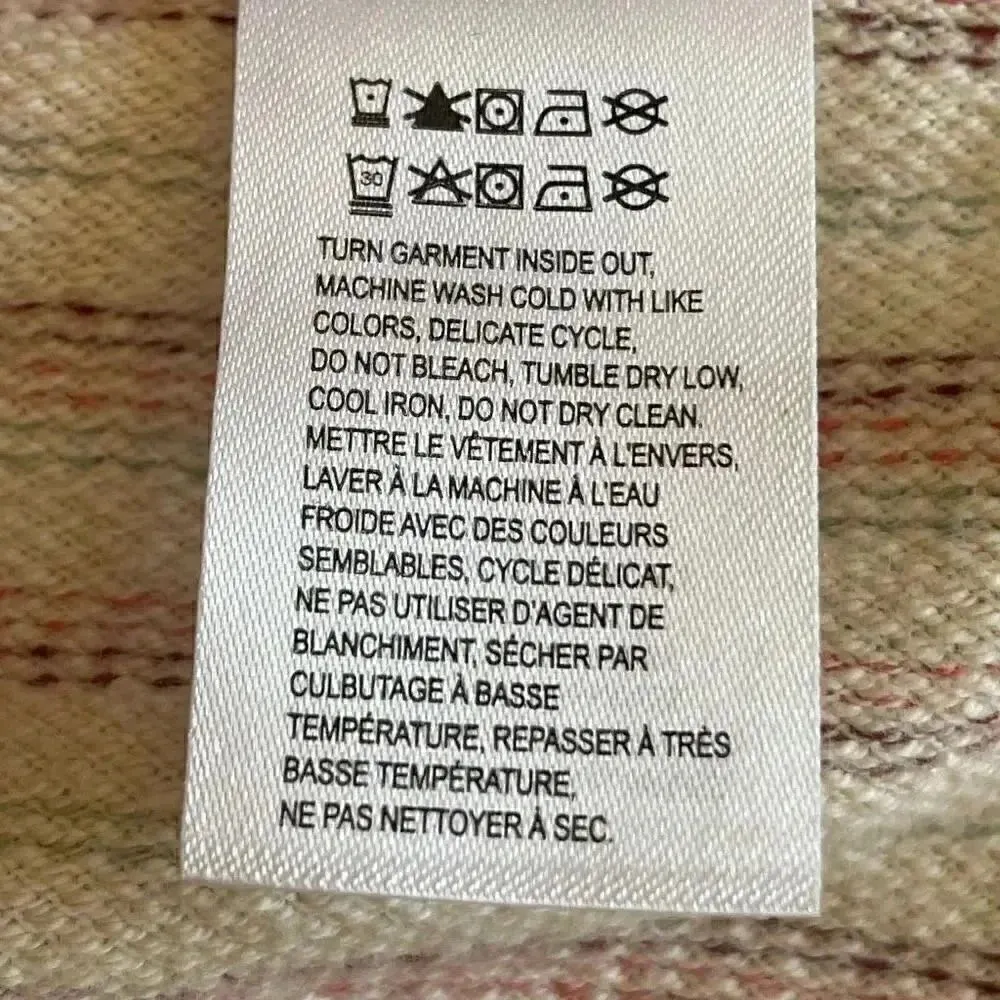 30
TURN GARMENT INSIDE OUT,
MACHINE WASH COLD WITH LIKE
COLORS, DELICATE CYCLE,
DO NOT BLEACH, TUMBLE DRY LOW,
COOL IRON, DO NOT DRY CLEAN.
METTRE LE VÊTEMENT À L'ENVERS,
LAVER À LA MACHINE À L'EAU
FROIDE AVEC DES COULEURS
SEMBLABLES, CYCLE DÉLICAT,
NE PAS UTILISER D'AGENT DE
BLANCHIMENT, SÉCHER PAR
CULBUTAGE À BASSE
TEMPÉRATURE, REPASSER À TRÈS
BASSE TEMPÉRATURE,
NE PAS NETTOYER À SEC.